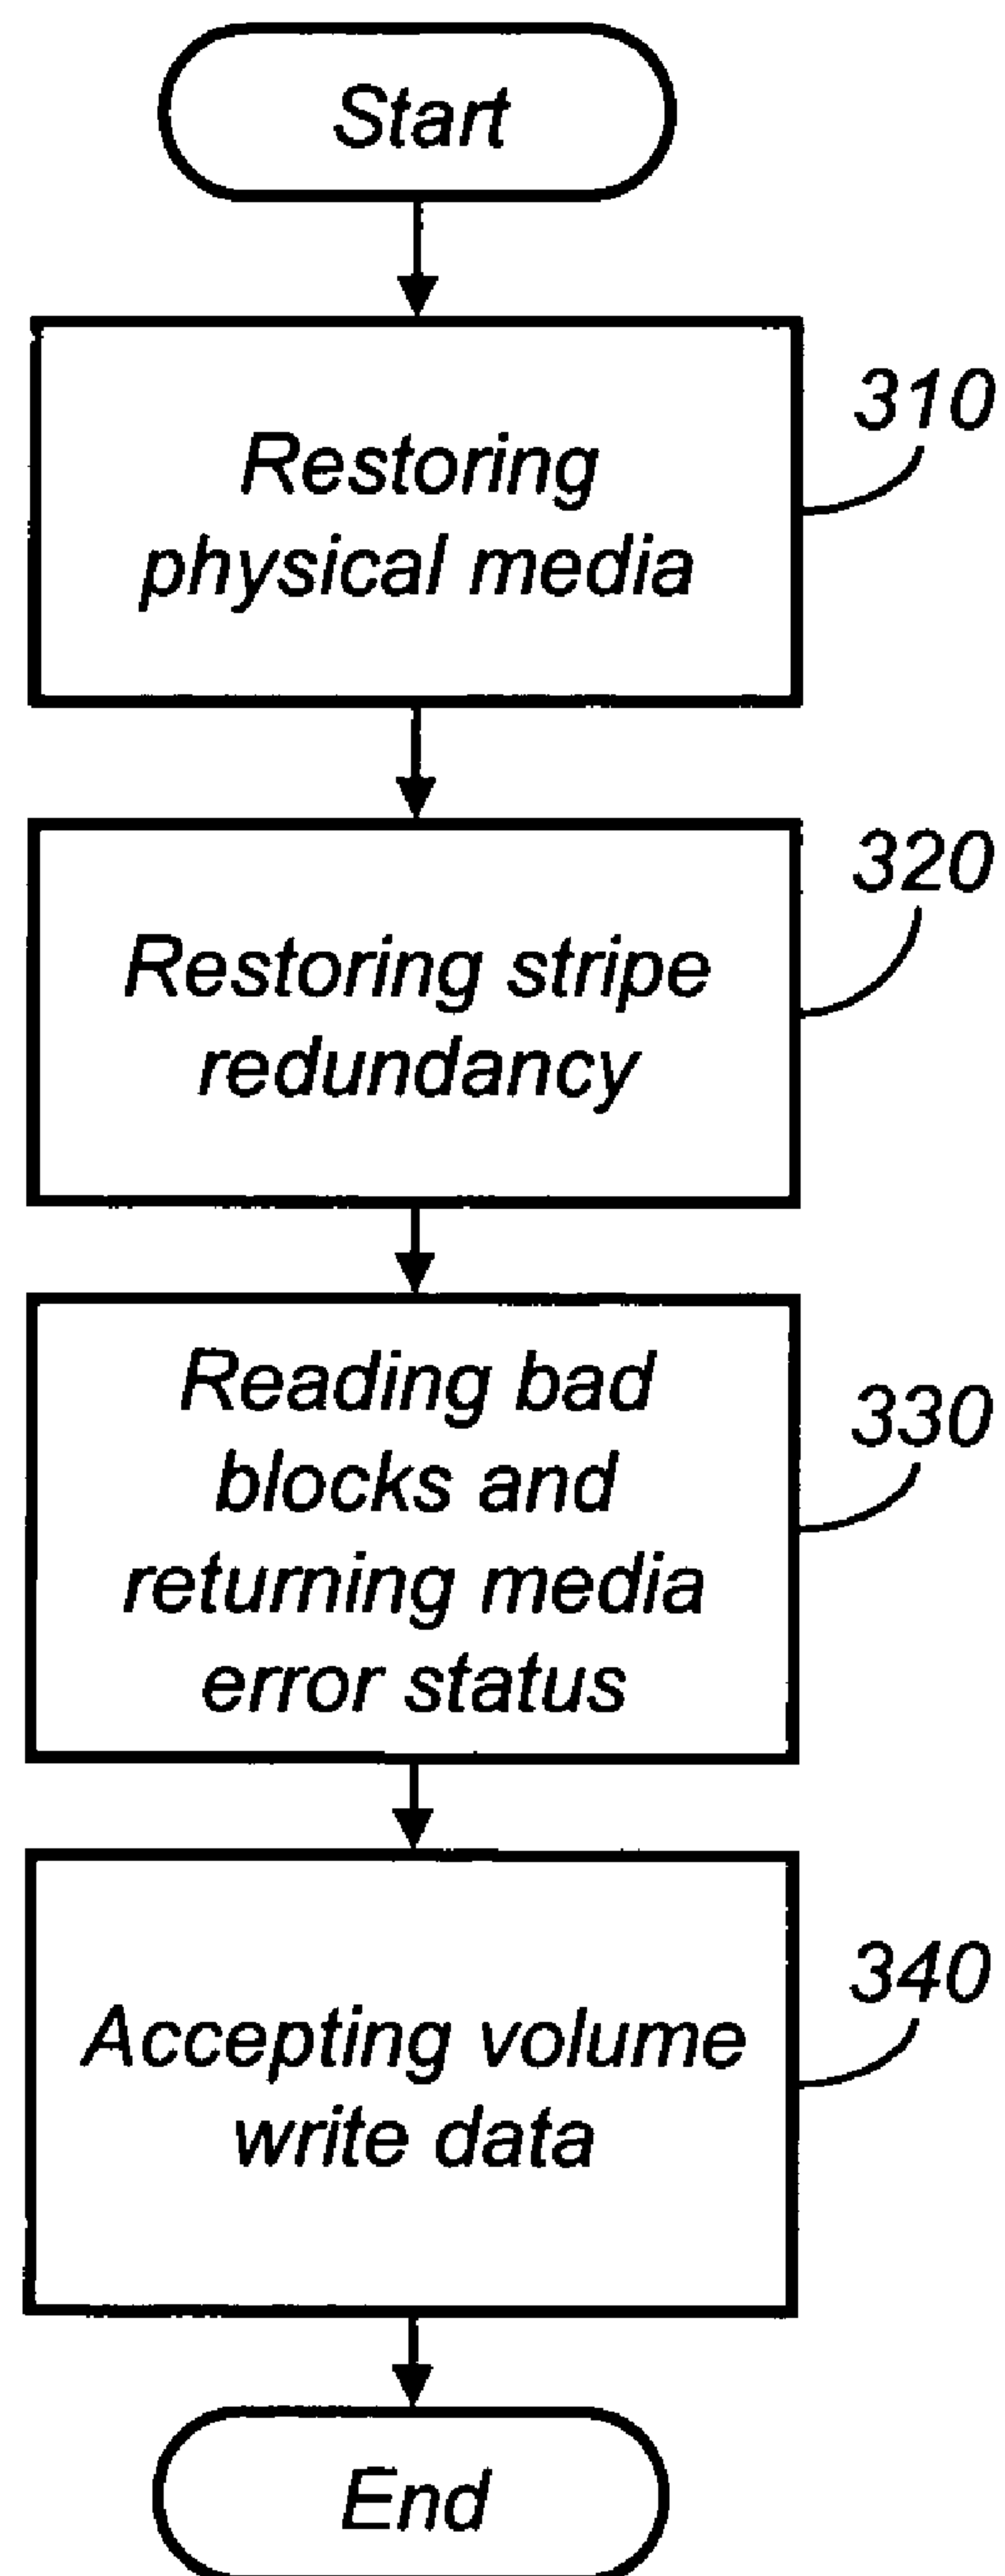 Start
310
Restoring
physical media
320
Restoring stripe
redundancy
330
Reading bad
blocks and
returning media
error status
340
Accepting volume
write data
End